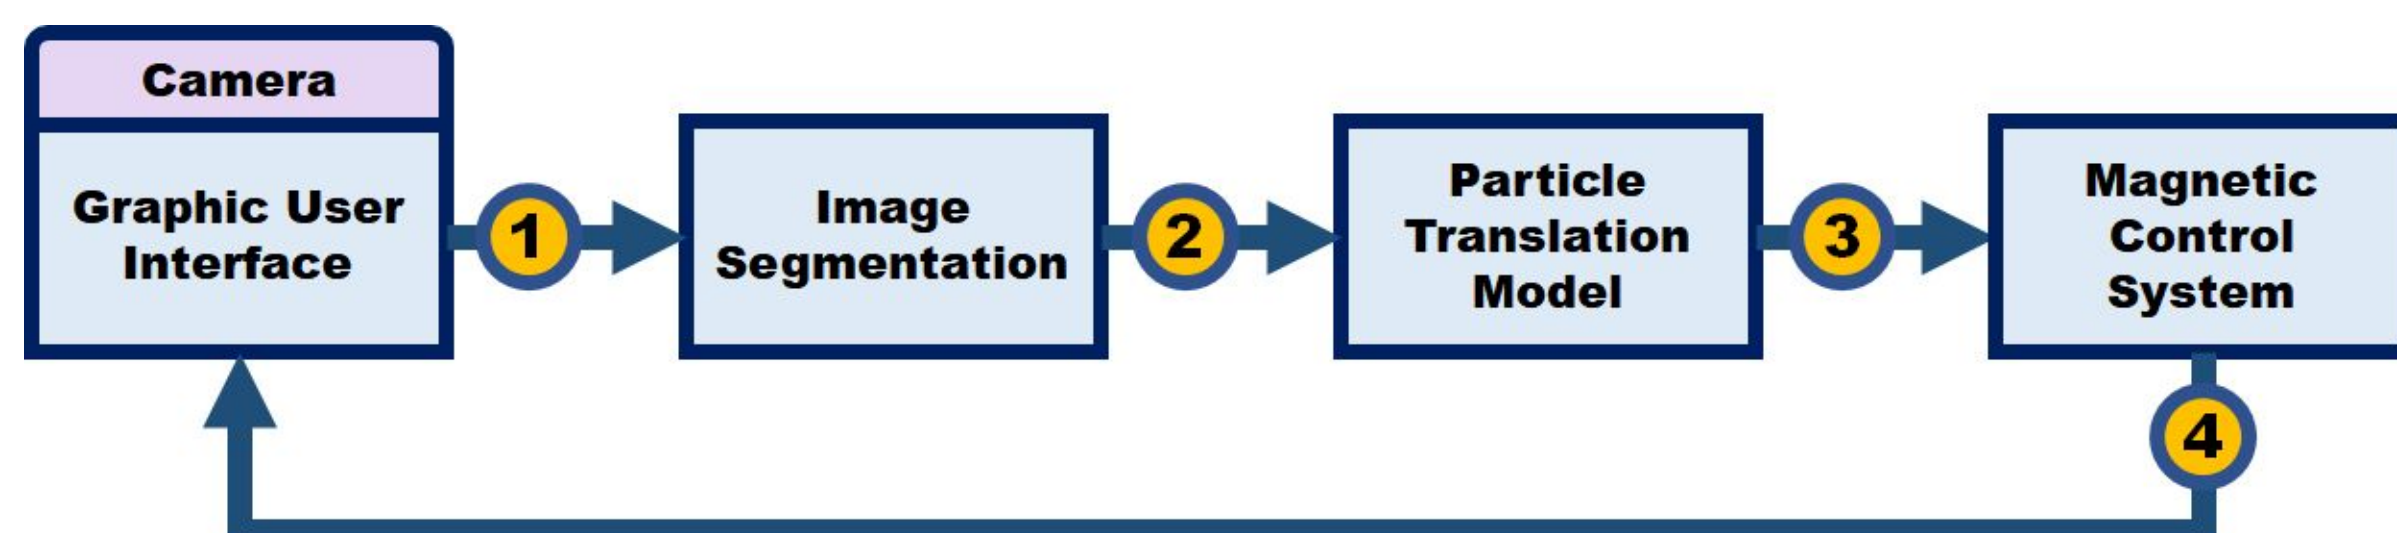 Camera
Graphic User
Interface
1
Image
Segmentation
2
Particle
Translation
Model
3
Magnetic
Control
System
4